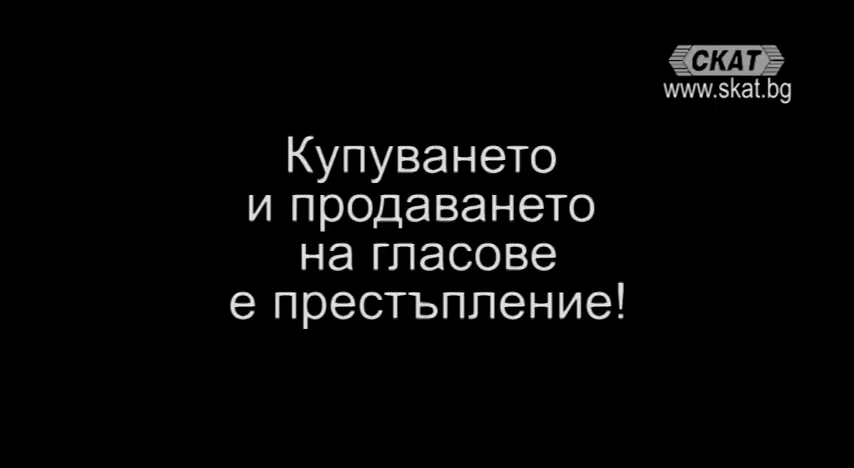 СКАТ
www.skat.bg
Купуването
и продаването
на гласове
е престъпление!